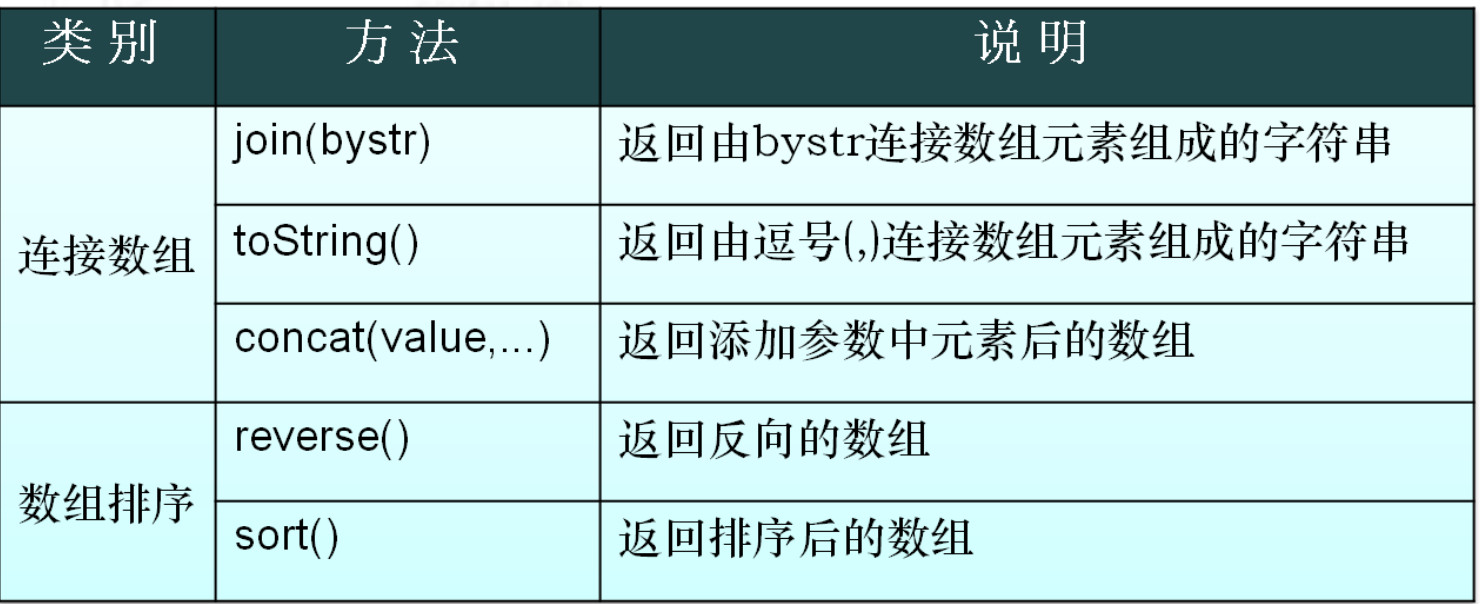 类 别 方 法 说 明
join(bystr) 返回由bystr连接数组元素组成的字符串
连接数组 toString() 返回由逗号(,)连接数组元素组成的字符串
concat(value,...) 返回添加参数中元素后的数组
reverse() 返回反向的数组
数组排序
sort() 返回排序后的数组